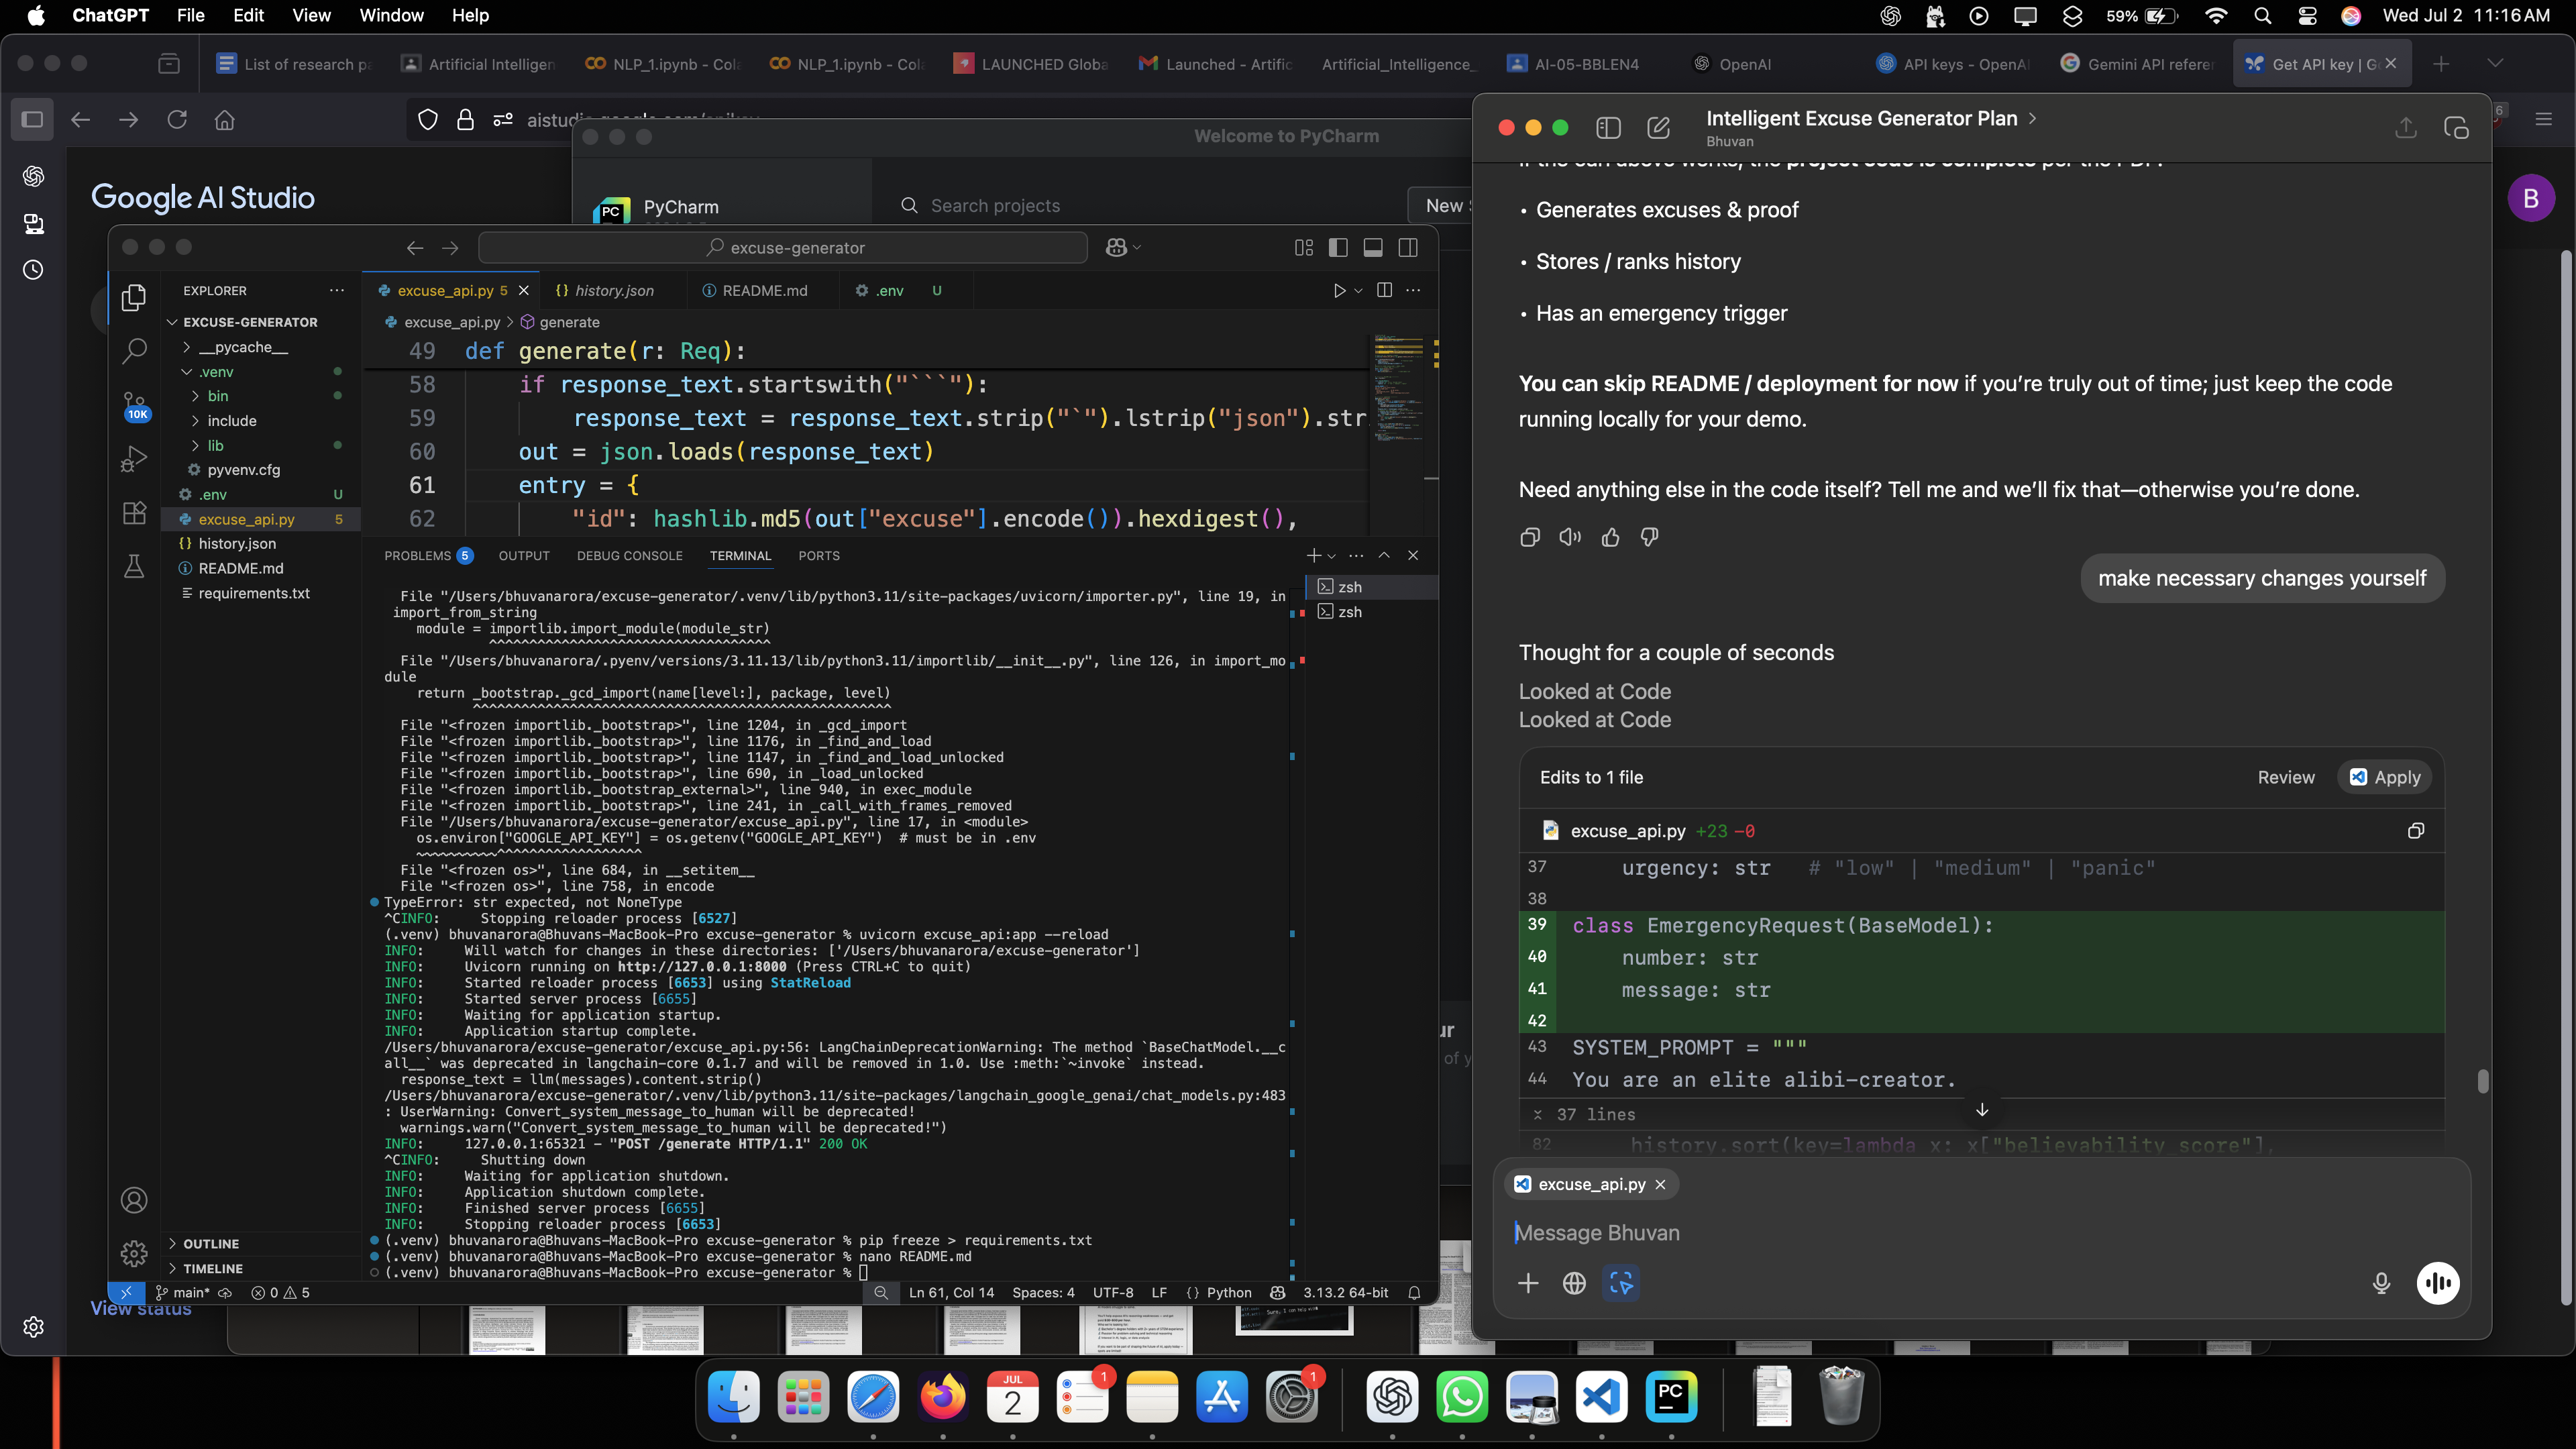 ChatGPT File Edit View Window Help
59% Wed Jul 2 11:16 AM
List of research pa
Artificial Intelligen
NLP_1.ipynb - Cola
NLP_1.ipynb - Cola
LAUNCHED Globa
Launched - Artific
Artificial_Intelligence_
AI-05-BBLEN4
OpenAI
API keys - OpenAI
Gemini API referen
Get API key | G
Google AI Studio
B
View status
Welcome to PyCharm
PC PyCharm
Search projects
New S
excuse-generator
EXPLORER
EXCUSE-GENERATOR
__pycache__
.venv
bin
include
lib
pyvenv.cfg
.env U
excuse_api.py 5
history.json
README.md
requirements.txt
OUTLINE
TIMELINE
10K
excuse_api.py 5
{} history.json
README.md
.env U
excuse_api.py > generate
49 def generate(r: Req):
58 if response_text.startswith("```"):
59 response_text = response_text.strip("`").lstrip("json").str
60 out = json.loads(response_text)
61 entry = {
62 "id": hashlib.md5(out["excuse"].encode()).hexdigest(),
PROBLEMS 5 OUTPUT DEBUG CONSOLE TERMINAL PORTS
zsh
zsh
File "/Users/bhuvanarora/excuse-generator/.venv/lib/python3.11/site-packages/uvicorn/importer.py", line 19, in
import_from_string
module = importlib.import_module(module_str)
^^^^^^^^^^^^^^^^^^^^^^^^^^^^^^^^^^^
File "/Users/bhuvanarora/.pyenv/versions/3.11.13/lib/python3.11/importlib/__init__.py", line 126, in import_mo
dule
return _bootstrap._gcd_import(name[level:], package, level)
^^^^^^^^^^^^^^^^^^^^^^^^^^^^^^^^^^^^^^^^^^^^^^^^^^^^
File "<frozen importlib._bootstrap>", line 1204, in _gcd_import
File "<frozen importlib._bootstrap>", line 1176, in _find_and_load
File "<frozen importlib._bootstrap>", line 1147, in _find_and_load_unlocked
File "<frozen importlib._bootstrap>", line 690, in _load_unlocked
File "<frozen importlib._bootstrap_external>", line 940, in exec_module
File "<frozen importlib._bootstrap>", line 241, in _call_with_frames_removed
File "/Users/bhuvanarora/excuse-generator/excuse_api.py", line 17, in <module>
os.environ["GOOGLE_API_KEY"] = os.getenv("GOOGLE_API_KEY") # must be in .env
~~~~~~~~~~^^^^^^^^^^^^^^^^^^
File "<frozen os>", line 684, in __setitem__
File "<frozen os>", line 758, in encode
TypeError: str expected, not NoneType
^CINFO: Stopping reloader process [6527]
(.venv) bhuvanarora@Bhuvans-MacBook-Pro excuse-generator % uvicorn excuse_api:app --reload
INFO: Will watch for changes in these directories: ['/Users/bhuvanarora/excuse-generator']
INFO: Uvicorn running on http://127.0.0.1:8000 (Press CTRL+C to quit)
INFO: Started reloader process [6653] using StatReload
INFO: Started server process [6655]
INFO: Waiting for application startup.
INFO: Application startup complete.
/Users/bhuvanarora/excuse-generator/excuse_api.py:56: LangChainDeprecationWarning: The method `BaseChatModel.__c
all__` was deprecated in langchain-core 0.1.7 and will be removed in 1.0. Use :meth:`~invoke` instead.
response_text = llm(messages).content.strip()
/Users/bhuvanarora/excuse-generator/.venv/lib/python3.11/site-packages/langchain_google_genai/chat_models.py:483
: UserWarning: Convert_system_message_to_human will be deprecated!
warnings.warn("Convert_system_message_to_human will be deprecated!")
INFO: 127.0.0.1:65321 - "POST /generate HTTP/1.1" 200 OK
^CINFO: Shutting down
INFO: Waiting for application shutdown.
INFO: Application shutdown complete.
INFO: Finished server process [6655]
INFO: Stopping reloader process [6653]
(.venv) bhuvanarora@Bhuvans-MacBook-Pro excuse-generator % pip freeze > requirements.txt
(.venv) bhuvanarora@Bhuvans-MacBook-Pro excuse-generator % nano README.md
(.venv) bhuvanarora@Bhuvans-MacBook-Pro excuse-generator %
main* 0 5
Ln 61, Col 14 Spaces: 4 UTF-8 LF {} Python 3.13.2 64-bit
Intelligent Excuse Generator Plan >
Bhuvan
• Generates excuses & proof
• Stores / ranks history
• Has an emergency trigger
You can skip README / deployment for now if you’re truly out of time; just keep the code
running locally for your demo.
Need anything else in the code itself? Tell me and we’ll fix that—otherwise you’re done.
make necessary changes yourself
Thought for a couple of seconds
Looked at Code
Looked at Code
Edits to 1 file Review Apply
excuse_api.py +23 -0
37 urgency: str # "low" | "medium" | "panic"
38
39 class EmergencyRequest(BaseModel):
40 number: str
41 message: str
42
43 SYSTEM_PROMPT = """
44 You are an elite alibi-creator.
37 lines
82 history.sort(key=lambda x: x["believability_score"],
excuse_api.py
Message Bhuvan
JUL
2
1
1
PC